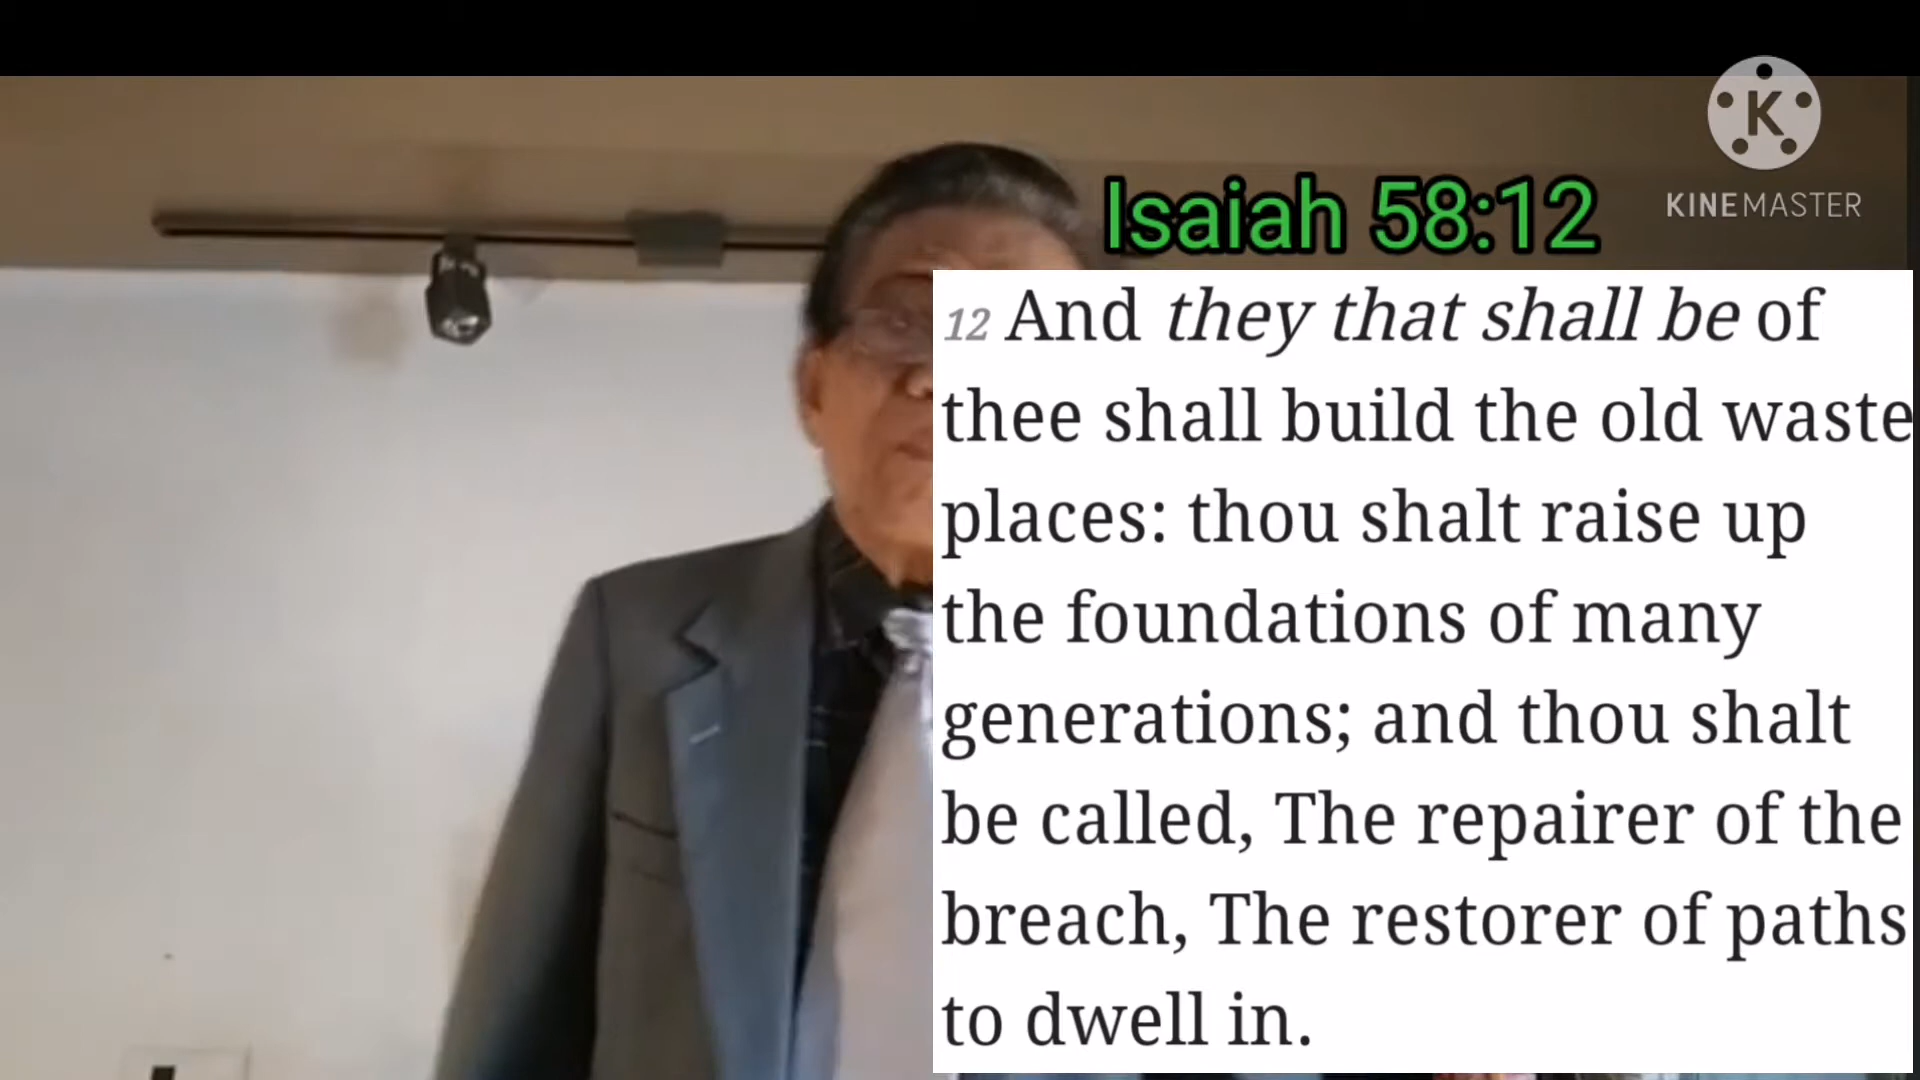 K
KINEMASTER
Isaiah 58:12
12 And they that shall be of
thee shall build the old waste
places: thou shalt raise up
the foundations of many
generations; and thou shalt
be called, The repairer of the
breach, The restorer of paths
to dwell in.